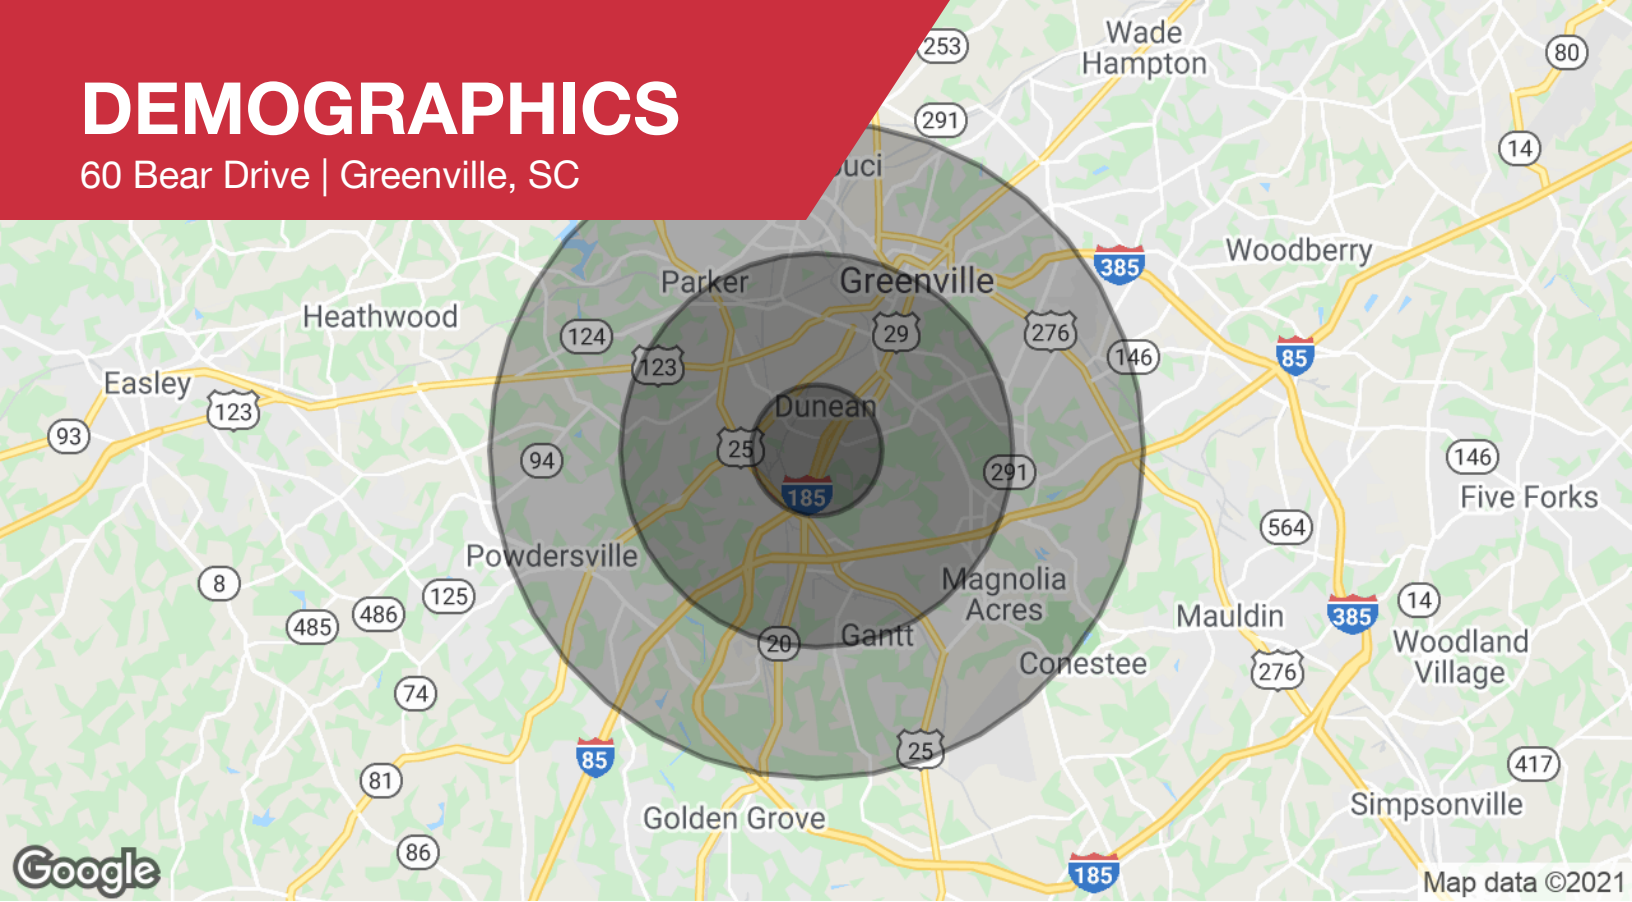 DEMOGRAPHICS
60 Bear Drive | Greenville, SC
253
Wade
Hampton
80
291
14
Woodberry
385
Parker
Greenville
Heathwood
124
29
276
146
85
123
Easley
123
Dunean
93
25
94
291
146
185
Five Forks
564
Powdersville
Magnolia
Acres
8
125
486
485
14
Mauldin
385
20
Gantt
Woodland
Village
Conestee
276
74
25
85
417
81
Golden Grove
Simpsonville
86
185
Google
Map data ©2021